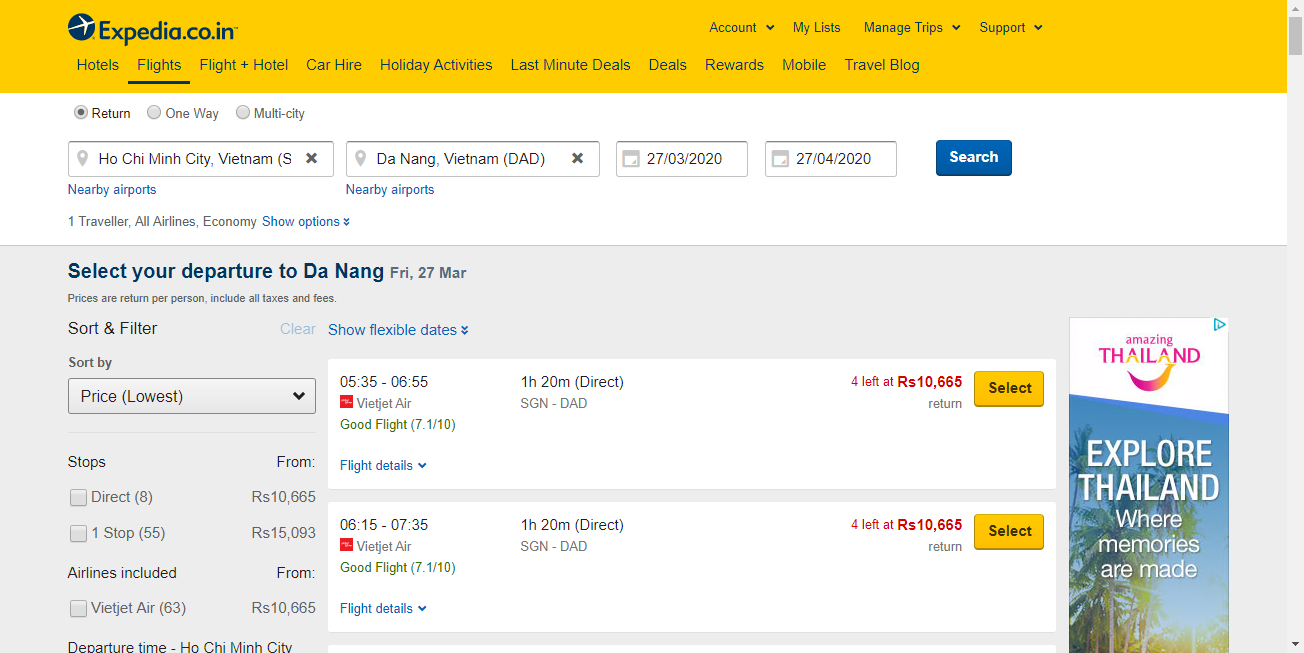 Expedia.co.in
Account
My Lists
Manage Trips
Support
Hotels
Flights
Flight + Hotel
Car Hire
Holiday Activities
Last Minute Deals
Deals
Rewards
Mobile
Travel Blog
Return
One Way
Multi-city
Ho Chi Minh City, Vietnam (S
Da Nang, Vietnam (DAD)
27/03/2020
27/04/2020
Search
Nearby airports
Nearby airports
1 Traveller, All Airlines, Economy Show options
Select your departure to Da Nang Fri, 27 Mar
Prices are return per person, include all taxes and fees.
Sort & Filter
Clear
Sort by
Price (Lowest)
Stops From:
Direct (8) Rs10,665
1 Stop (55) Rs15,093
Airlines included From:
Vietjet Air (63) Rs10,665
Departure time - Ho Chi Minh City
Show flexible dates
05:35 - 06:55
Vietjet Air
Good Flight (7.1/10)
Flight details
1h 20m (Direct)
SGN - DAD
4 left at Rs10,665
return
Select
06:15 - 07:35
Vietjet Air
Good Flight (7.1/10)
Flight details
1h 20m (Direct)
SGN - DAD
4 left at Rs10,665
return
Select
amazing
THAILAND
EXPLORE
THAILAND
Where
memories
are made